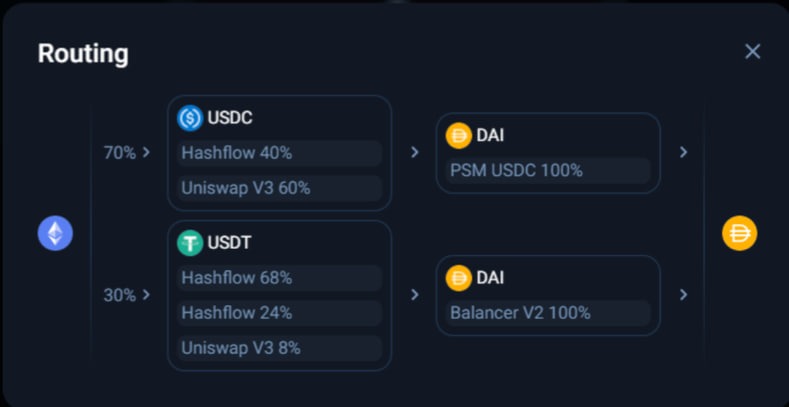 Routing
70%
USDC
Hashflow 40%
Uniswap V3 60%
DAI
PSM USDC 100%
30%
USDT
Hashflow 68%
Hashflow 24%
Uniswap V3 8%
DAI
Balancer V2 100%